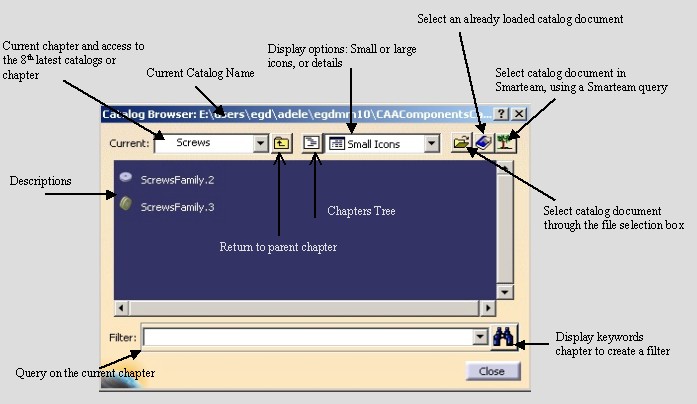 Select an already loaded catalog document
Current chapter and access to
the 8th latest catalogs or
chapter
Display options: Small or large
icons, or details
Current Catalog Name
Select catalog document in
Smarteam, using a Smarteam query
Catalog Browser: E:\users\egd\adele\egdmm10\CAAComponentsCa...
Current:
Screws
Small Icons
Descriptions
ScrewsFamily.2
ScrewsFamily.3
Chapters Tree
Return to parent chapter
Select catalog document
through the file selection box
Filter:
Display keywords
chapter to create a filter
Query on the current chapter
Close